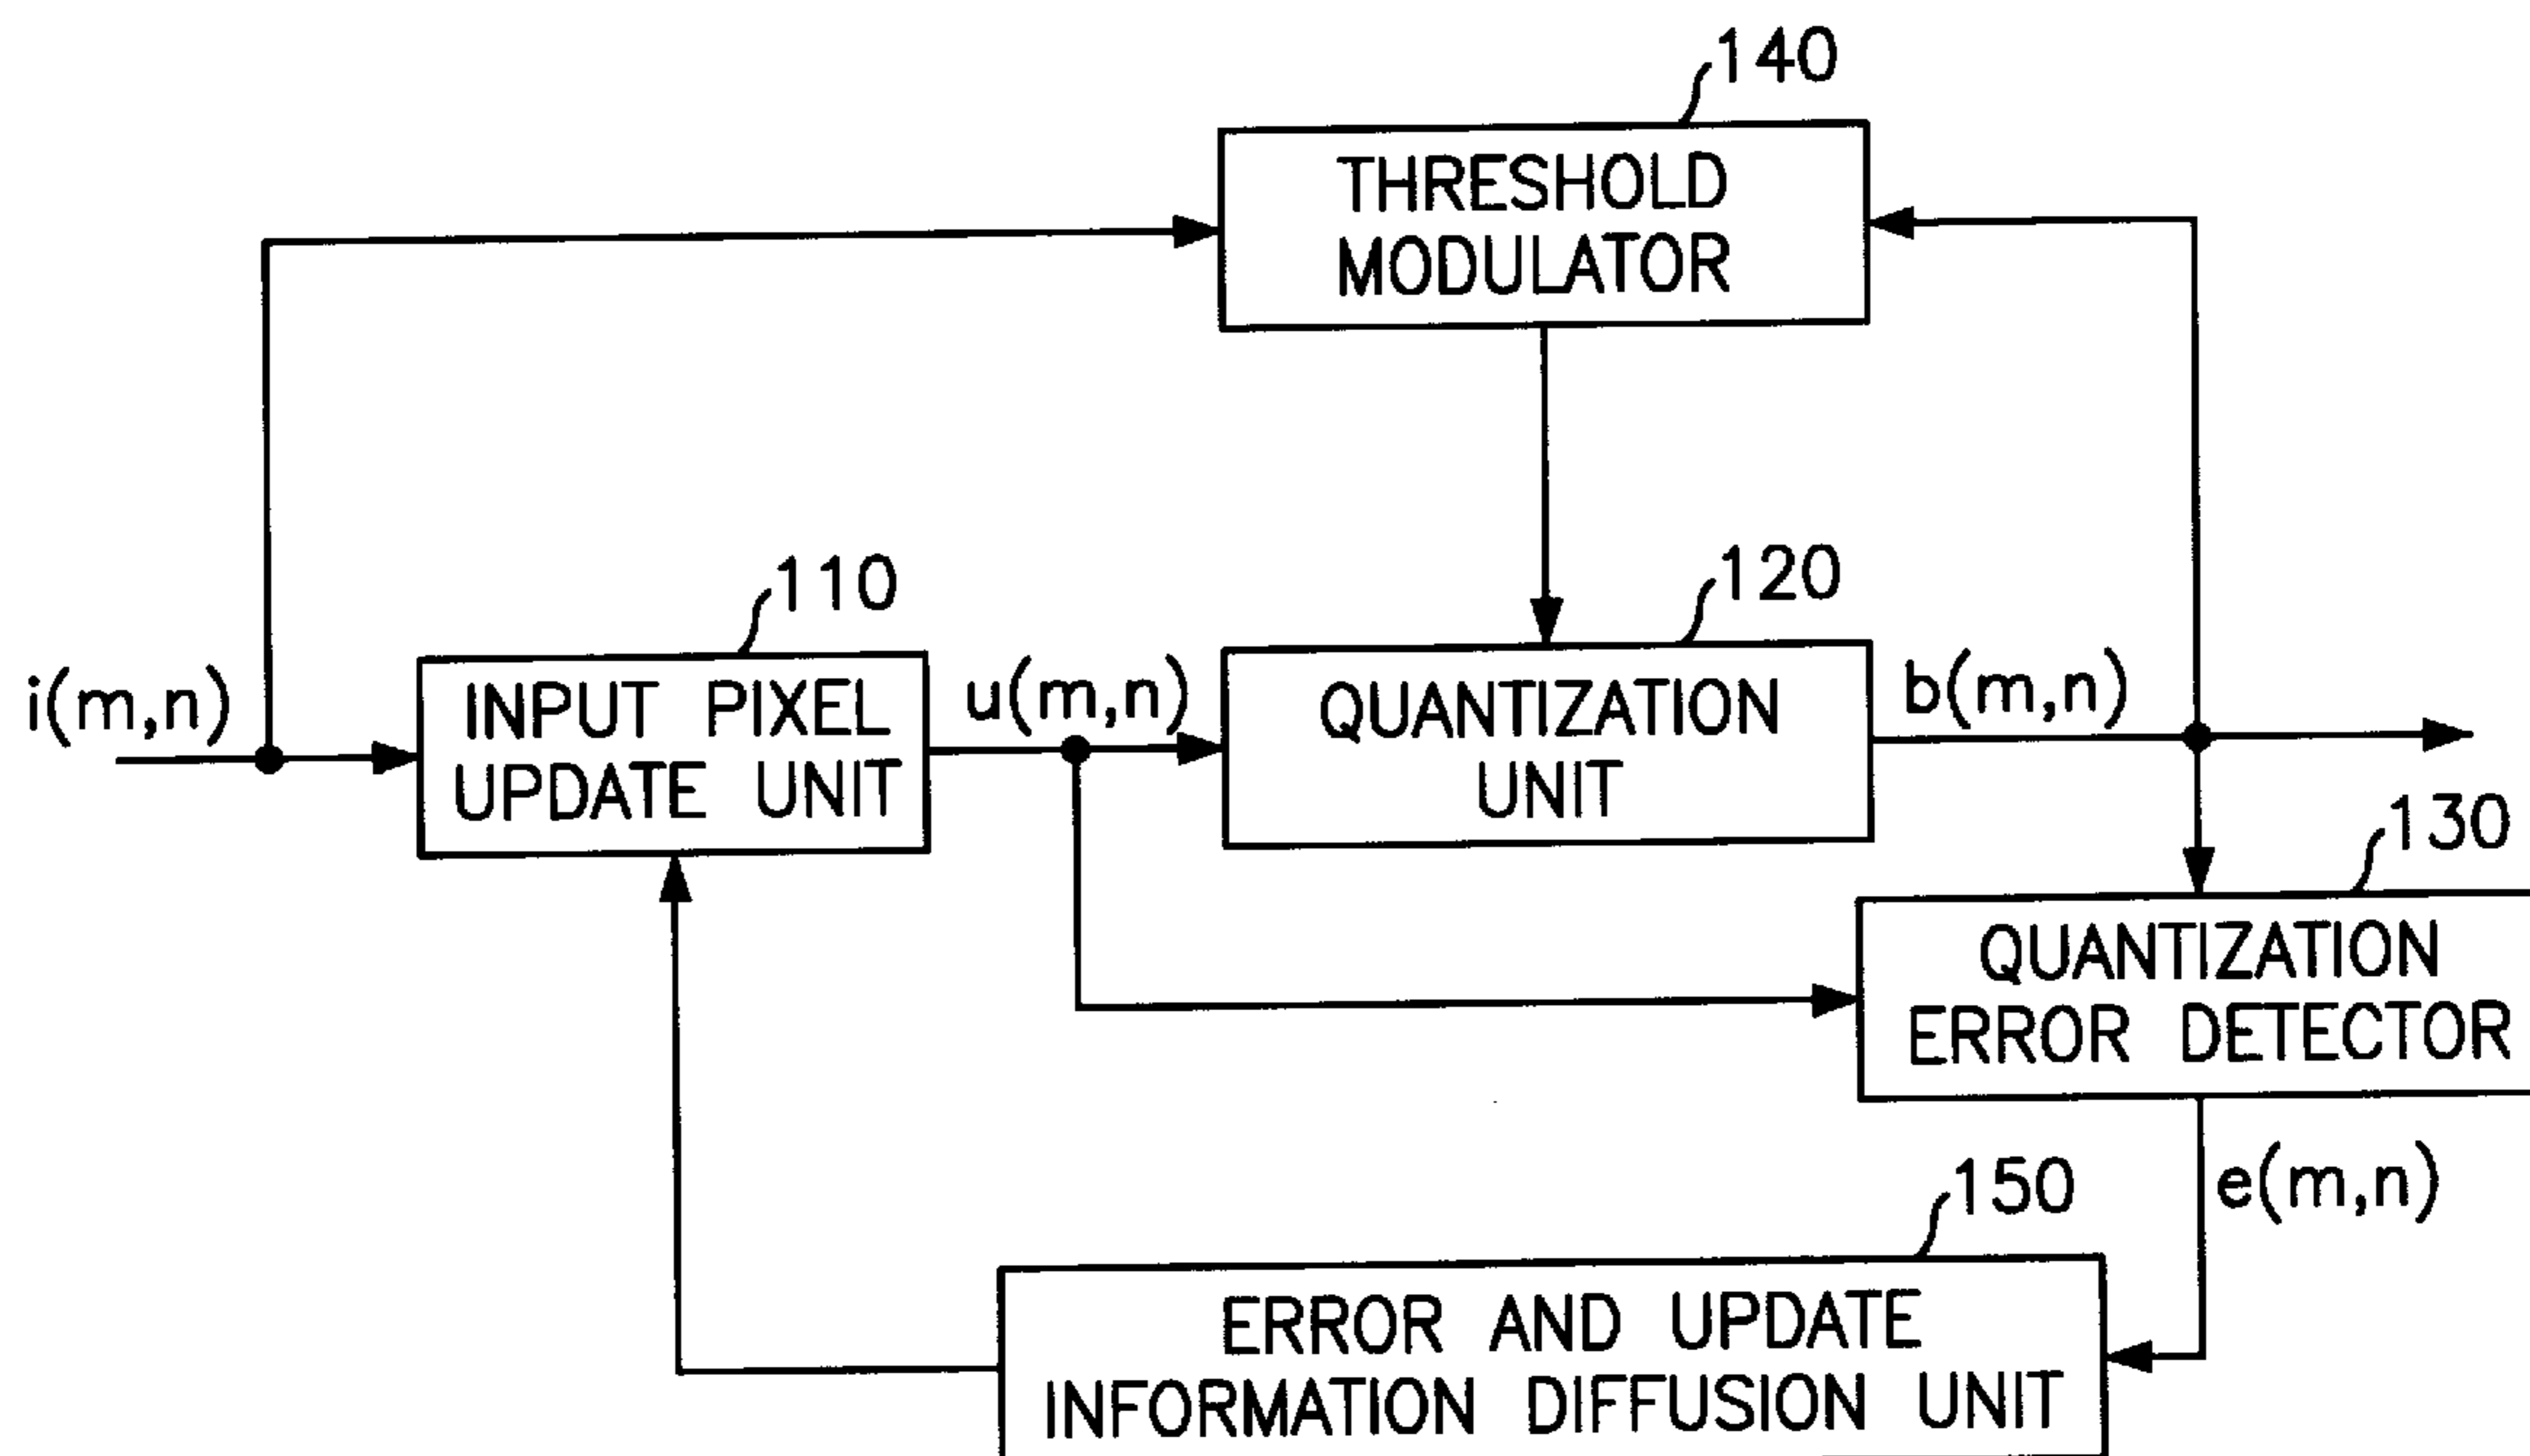 140
THRESHOLD
MODULATOR
110
120
i(m,n)
INPUT PIXEL
UPDATE UNIT
u(m,n)
QUANTIZATION
UNIT
b(m,n)
130
QUANTIZATION
ERROR DETECTOR
e(m,n)
150
ERROR AND UPDATE
INFORMATION DIFFUSION UNIT